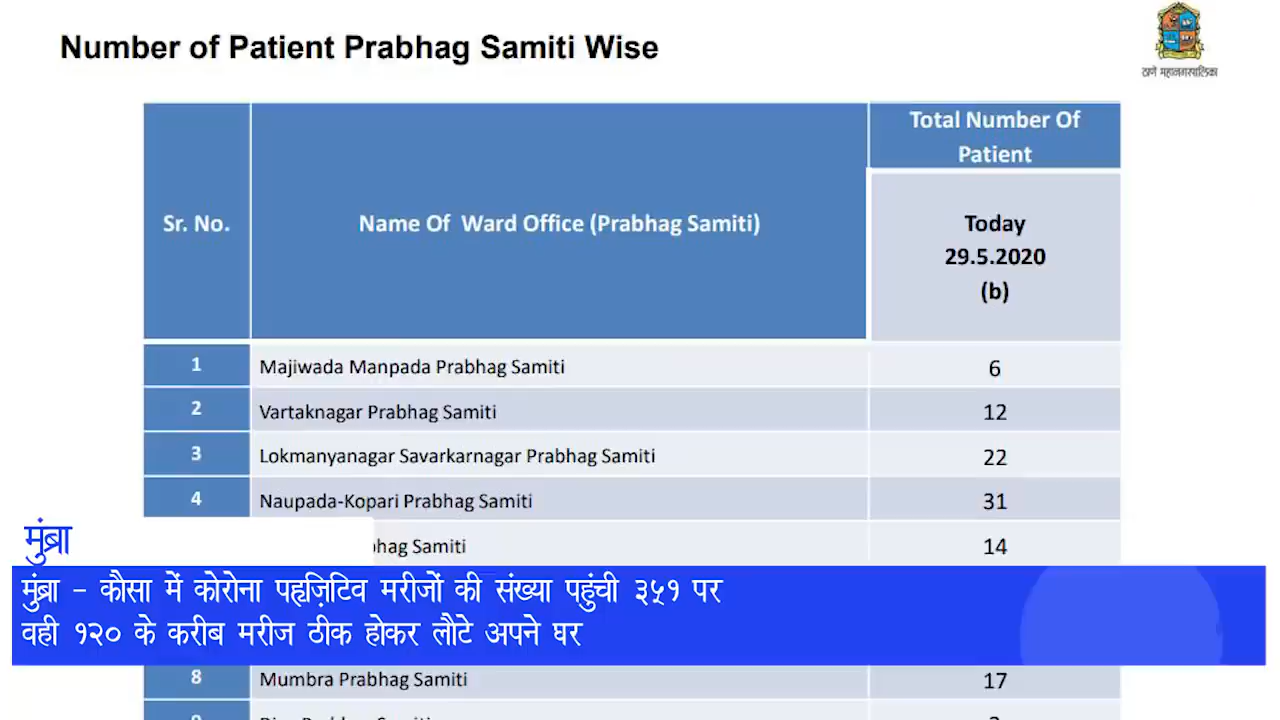 Number of Patient Prabhag Samiti Wise
ठाणे महानगरपालिका
Total Number Of
Patient
Sr. No.
Name Of Ward Office (Prabhag Samiti)
Today
29.5.2020
(b)
1 Majiwada Manpada Prabhag Samiti 6
2 Vartaknagar Prabhag Samiti 12
3 Lokmanyanagar Savarkarnagar Prabhag Samiti 22
4 Naupada-Kopari Prabhag Samiti 31
Samiti 14
मुंब्रा
मुंब्रा - कौसा में कोरोना पह्यज़िटिव मरीजों की संख्या पहुंची ३५१ पर
वही १२० के करीब मरीज ठीक होकर लौटे अपने घर
8 Mumbra Prabhag Samiti 17